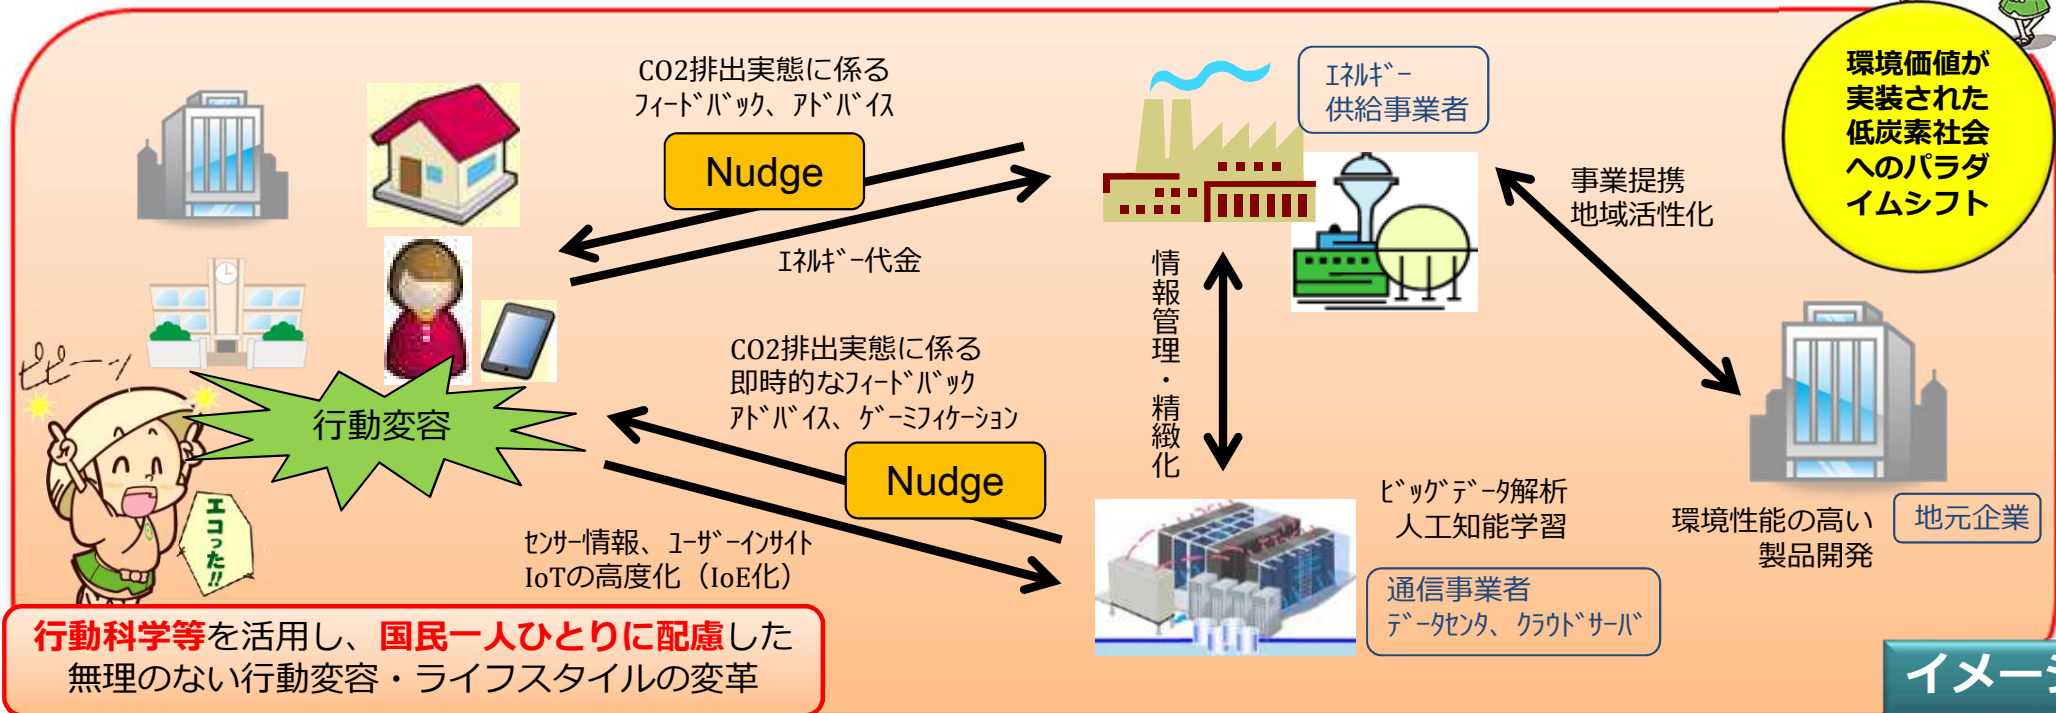 CO2排出実態に係る
ﾌｨｰﾄﾞﾊﾞｯｸ、ｱﾄﾞﾊﾞｲｽ
Nudge
ｴﾈﾙｷﾞｰ代金
ｴﾈﾙｷﾞｰ
供給事業者
環境価値が
実装された
低炭素社会
へのパラダ
イムシフト
事業提携
地域活性化
情報管理・精緻化
CO2排出実態に係る
即時的なﾌｨｰﾄﾞﾊﾞｯｸ
ｱﾄﾞﾊﾞｲｽ、ｹﾞｰﾐﾌｨｹｰｼｮﾝ
Nudge
ピピーン
行動変容
エコった!!
ｾﾝｻｰ情報、ﾕｰｻﾞｰｲﾝｻｲﾄ
IoTの高度化（IoE化）
ﾋﾞｯｸﾞﾃﾞｰﾀ解析
人工知能学習
通信事業者
ﾃﾞｰﾀｾﾝﾀ、ｸﾗｳﾄﾞｻｰﾊﾞ
環境性能の高い
製品開発
地元企業
行動科学等を活用し、国民一人ひとりに配慮した
無理のない行動変容・ライフスタイルの変革
イメージ